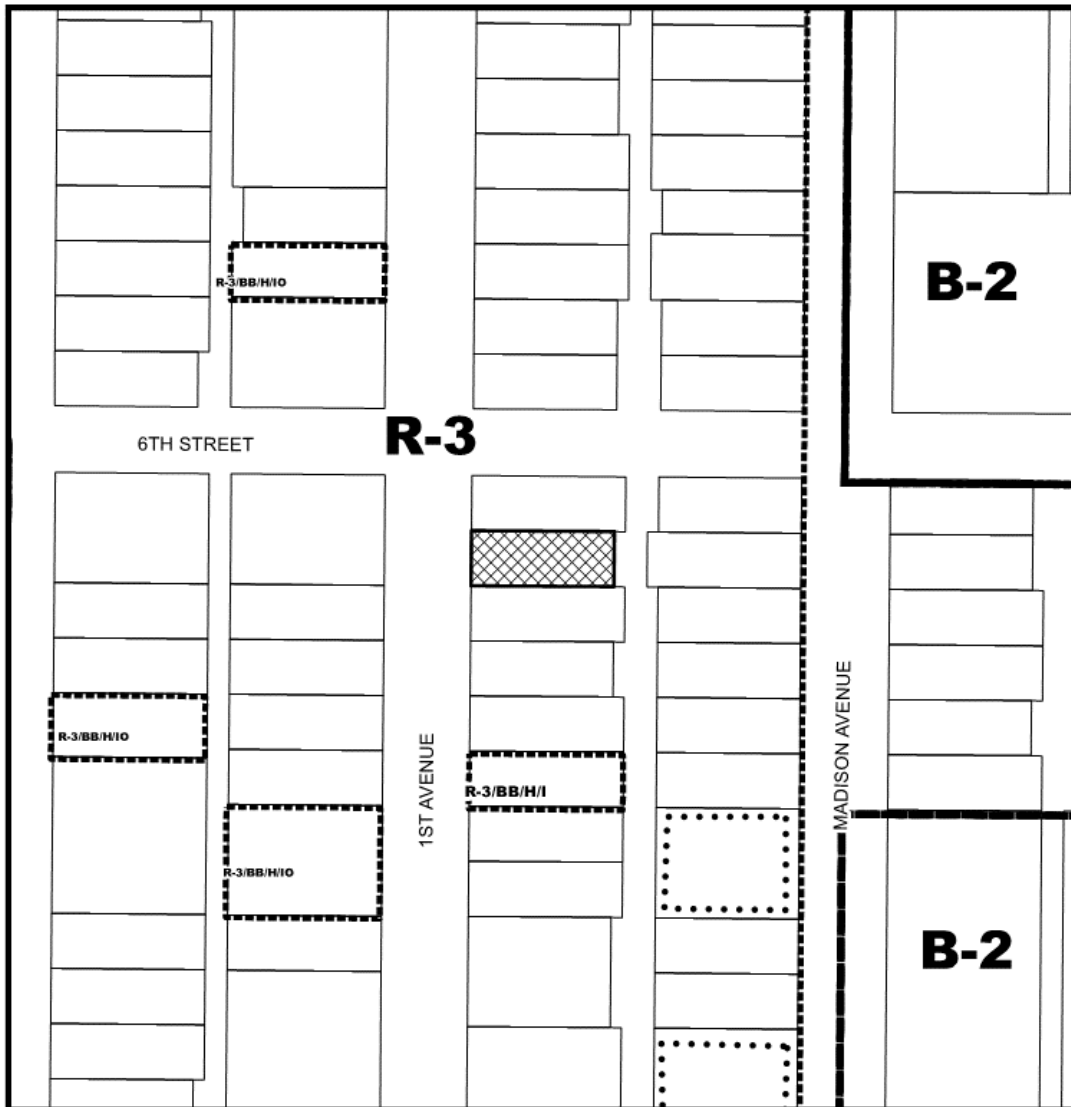 B-2
R-3/BB/H/IO
R-3
6TH STREET
R-3/BB/H/IO
1ST AVENUE
R-3/BB/H/I
MADISON AVENUE
R-3/BB/H/IO
B-2